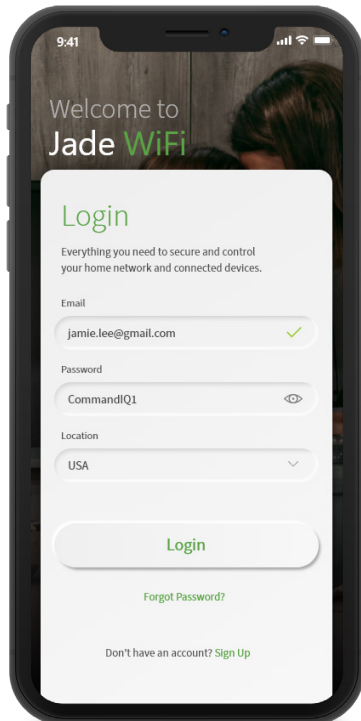 9:41
Welcome to
Jade WiFi
Login
Everything you need to secure and control
your home network and connected devices.
Email
jamie.lee@gmail.com
Password
CommandIQ1
Location
USA
Login
Forgot Password?
Don't have an account? Sign Up